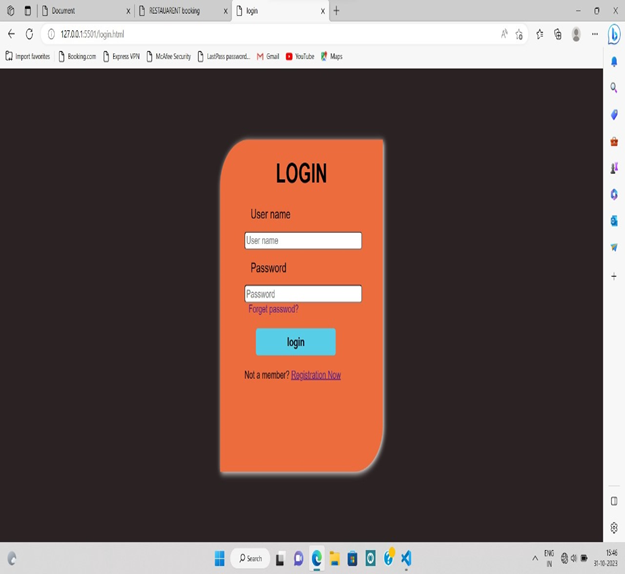 Document
RESTAUARENT booking
login
127.0.0.1:5501/login.html
Import favorites
Booking.com
Express VPN
McAfee Security
LastPass password...
Gmail
YouTube
Maps
LOGIN
User name
User name
Password
Password
Forget passwod?
login
Not a member? Registration Now
Search
ENG
IN
15:46
31-10-2023